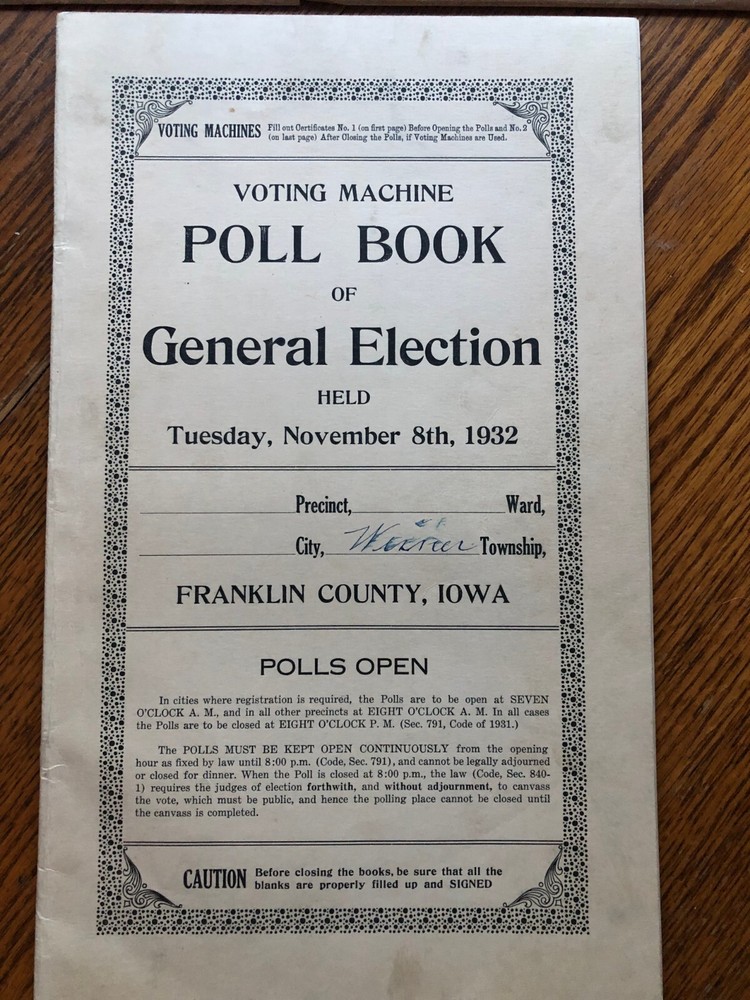 VOTING MACHINES Fill out Certificates No. 1 (on first page) Before Opening the Polls and No. 2
(on last page) After Closing the Polls, if Voting Machines are Used.
VOTING MACHINE
POLL BOOK
OF
General Election
HELD
Tuesday, November 8th, 1932
Precinct, Ward,
City, Township,
FRANKLIN COUNTY, IOWA
POLLS OPEN
In cities where registration is required, the Polls are to be open at SEVEN
O'CLOCK A. M., and in all other precincts at EIGHT O'CLOCK A. M. In all cases
the Polls are to be closed at EIGHT O'CLOCK P. M. (Sec. 791, Code of 1931.)
The POLLS MUST BE KEPT OPEN CONTINUOUSLY from the opening
hour as fixed by law until 8:00 p.m. (Code, Sec. 791), and cannot be legally adjourned
or closed for dinner. When the Poll is closed at 8:00 p.m., the law (Code, Sec. 840-
1) requires the judges of election forthwith, and without adjournment, to canvass
the vote, which must be public, and hence the polling place cannot be closed until
the canvass is completed.
CAUTION Before closing the books, be sure that all the
blanks are properly filled up and SIGNED